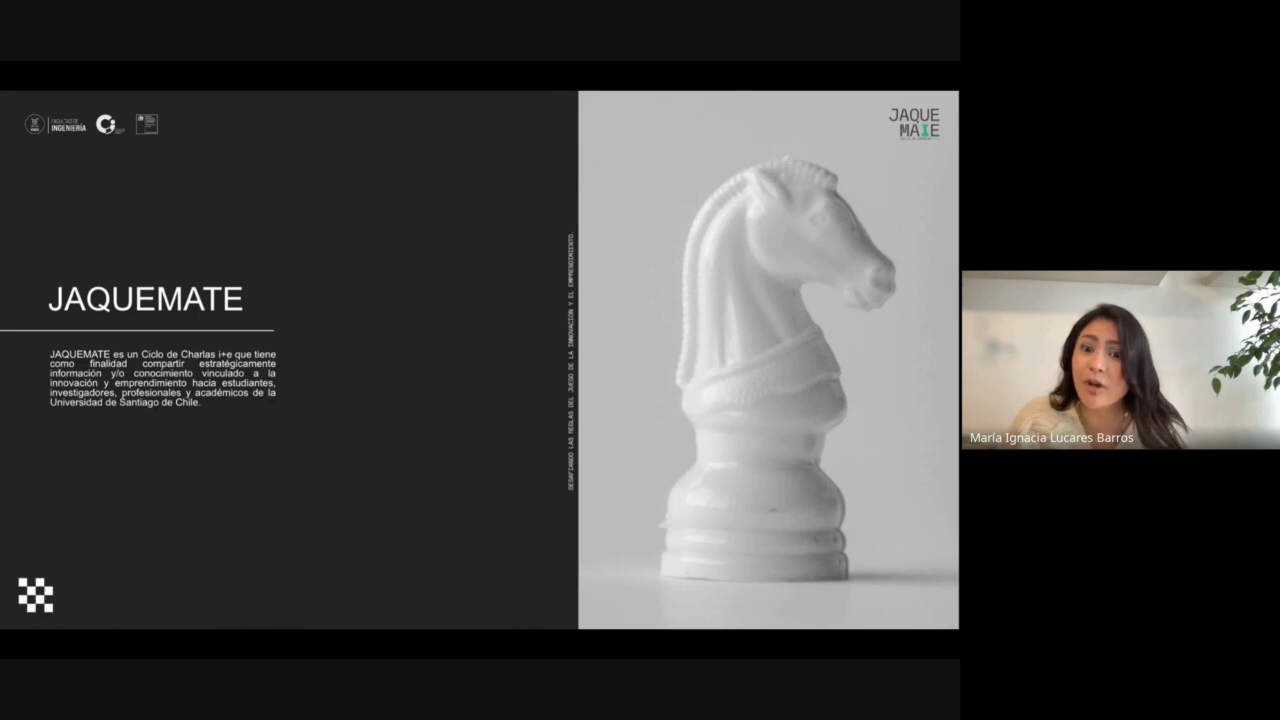 FACULTAD DE
INGENIERÍA
JAQUE
MATE
JAQUEMATE
JAQUEMATE es un Ciclo de Charlas i+e que tiene
como finalidad compartir estratégicamente
información y/o conocimiento vinculado a la
innovación y emprendimiento hacia estudiantes,
investigadores, profesionales y académicos de la
Universidad de Santiago de Chile.
DESAFIANDO LAS REGLAS DEL JUEGO DE LA INNOVACION Y EL EMPRENDIMIENTO.
María Ignacia Lucares Barros